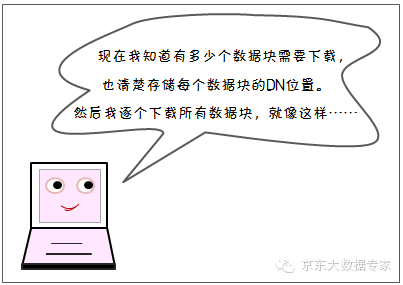 现在我知道有多少个数据块需要下载，
也清楚存储每个数据块的DN位置。
然后我逐个下载所有数据块，就像这样……
京东大数据专家